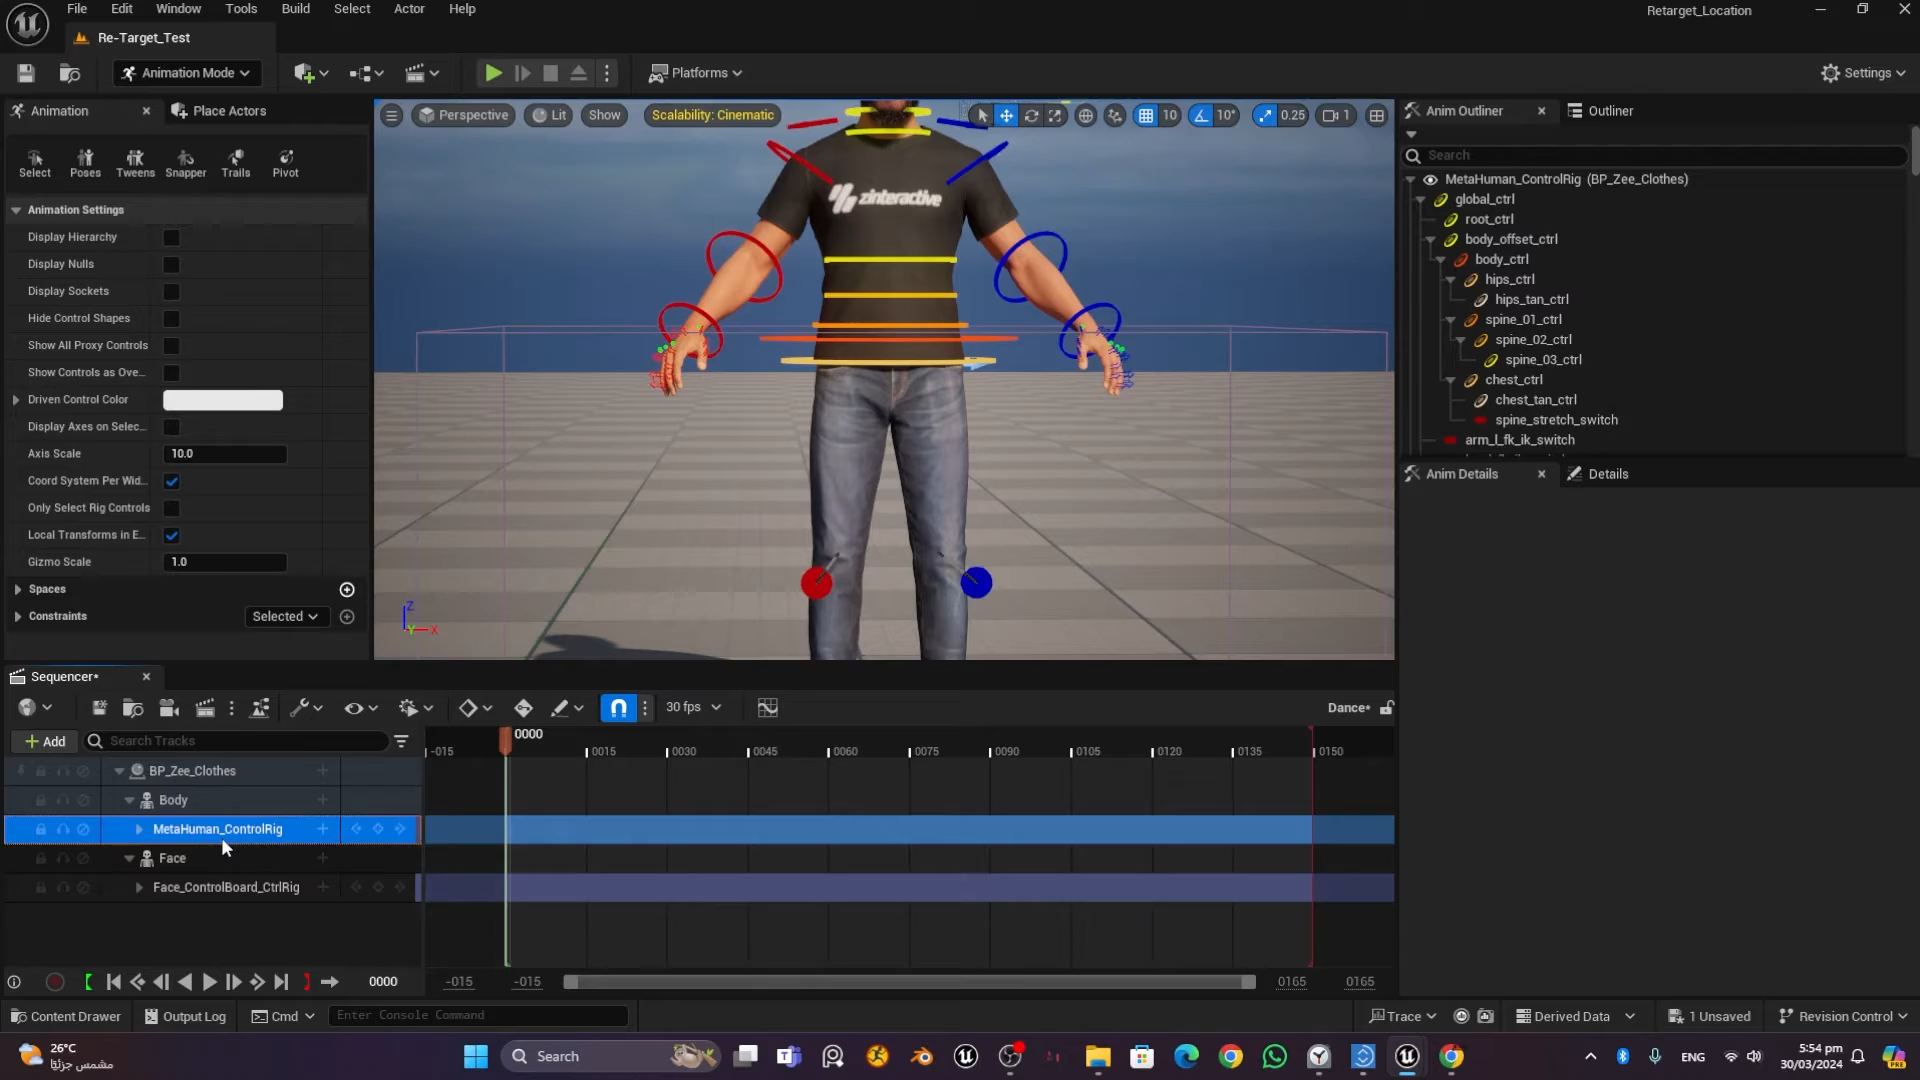 File Edit Window Tools Build Select Actor Help
Retarget_Location
Re-Target_Test
Animation Mode
Platforms
Settings
Animation
Place Actors
Select Poses Tweens Snapper Trails Pivot
Animation Settings
Display Hierarchy
Display Nulls
Display Sockets
Hide Control Shapes
Show All Proxy Controls
Show Controls as Ove...
Driven Control Color
Display Axes on Selec...
Axis Scale 10.0
Coord System Per Wid...
Only Select Rig Controls
Local Transforms in E...
Gizmo Scale 1.0
Spaces
Constraints Selected
Perspective Lit Show Scalability: Cinematic 10 10° 0.25 1
zinteractive
Z
Y X
Anim Outliner
Outliner
Search
MetaHuman_ControlRig (BP_Zee_Clothes)
global_ctrl
root_ctrl
body_offset_ctrl
body_ctrl
hips_ctrl
hips_tan_ctrl
spine_01_ctrl
spine_02_ctrl
spine_03_ctrl
chest_ctrl
chest_tan_ctrl
spine_stretch_switch
arm_l_fk_ik_switch
Anim Details
Details
Sequencer*
30 fps
Dance*
Add
Search Tracks
0000
-015 0015 0030 0045 0060 0075 0090 0105 0120 0135 0150
BP_Zee_Clothes
Body
MetaHuman_ControlRig
Face
Face_ControlBoard_CtrlRig
0000 -015 -015 0165 0165
Content Drawer Output Log Cmd Enter Console Command
Trace Derived Data 1 Unsaved Revision Control
26°C
مشمس جزئيًا
Search
ENG
5:54 pm
30/03/2024
PRE